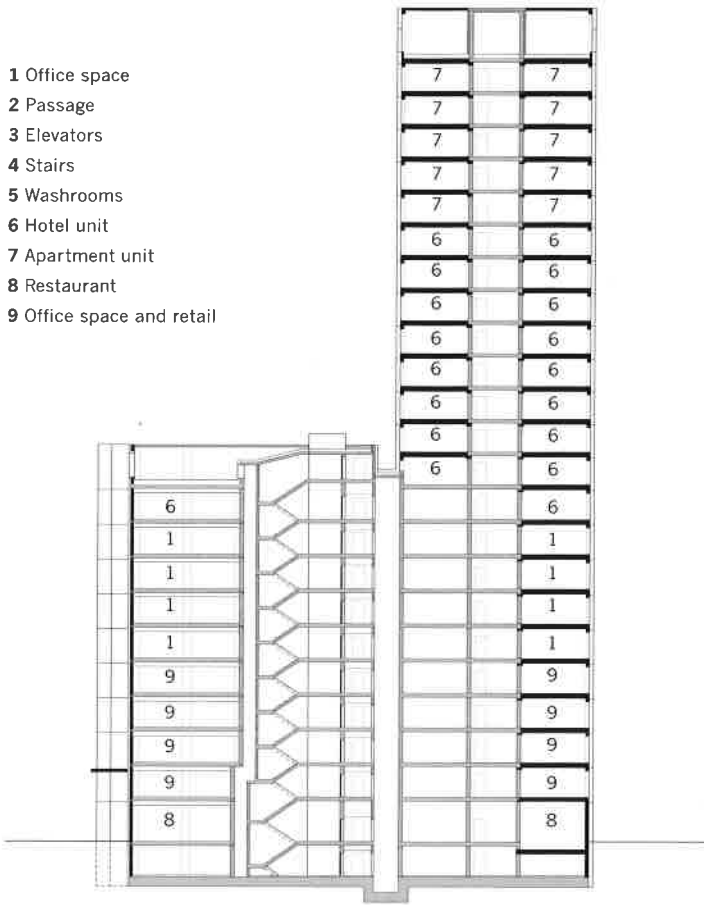 1 Office space
2 Passage
3 Elevators
4 Stairs
5 Washrooms
6 Hotel unit
7 Apartment unit
8 Restaurant
9 Office space and retail
7 7
7 7
7 7
7 7
7 7
6 6
6 6
6 6
6 6
6 6
6 6
6 6
6 6
6 6
1 1
1 1
1 1
1 1
9 9
9 9
9 9
9 9
8 8